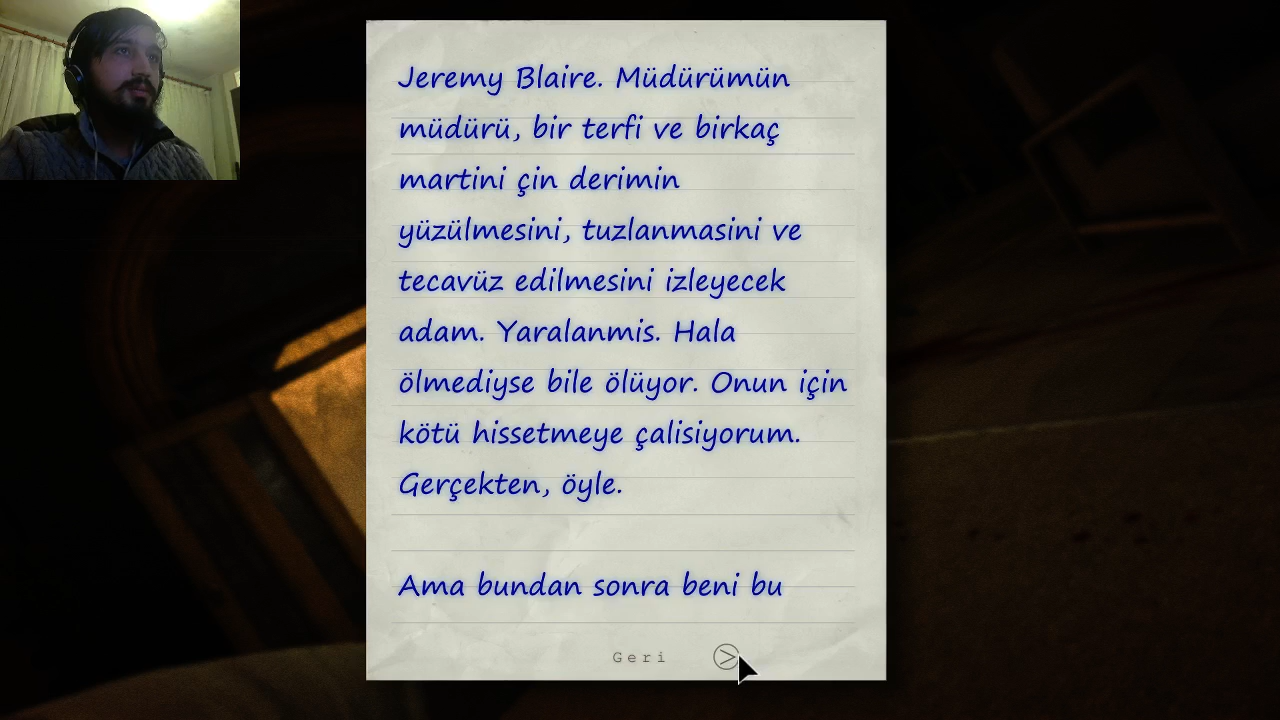 Jeremy Blaire. Müdürümün
müdürü, bir terfi ve birkaç
martini çin derimin
yüzülmesini, tuzlanmasini ve
tecavüz edilmesini izleyecek
adam. Yaralanmis. Hala
ölmediyse bile ölüyor. Onun için
kötü hissetmeye çalisiyorum.
Gerçekten, öyle.
Ama bundan sonra beni bu
Geri